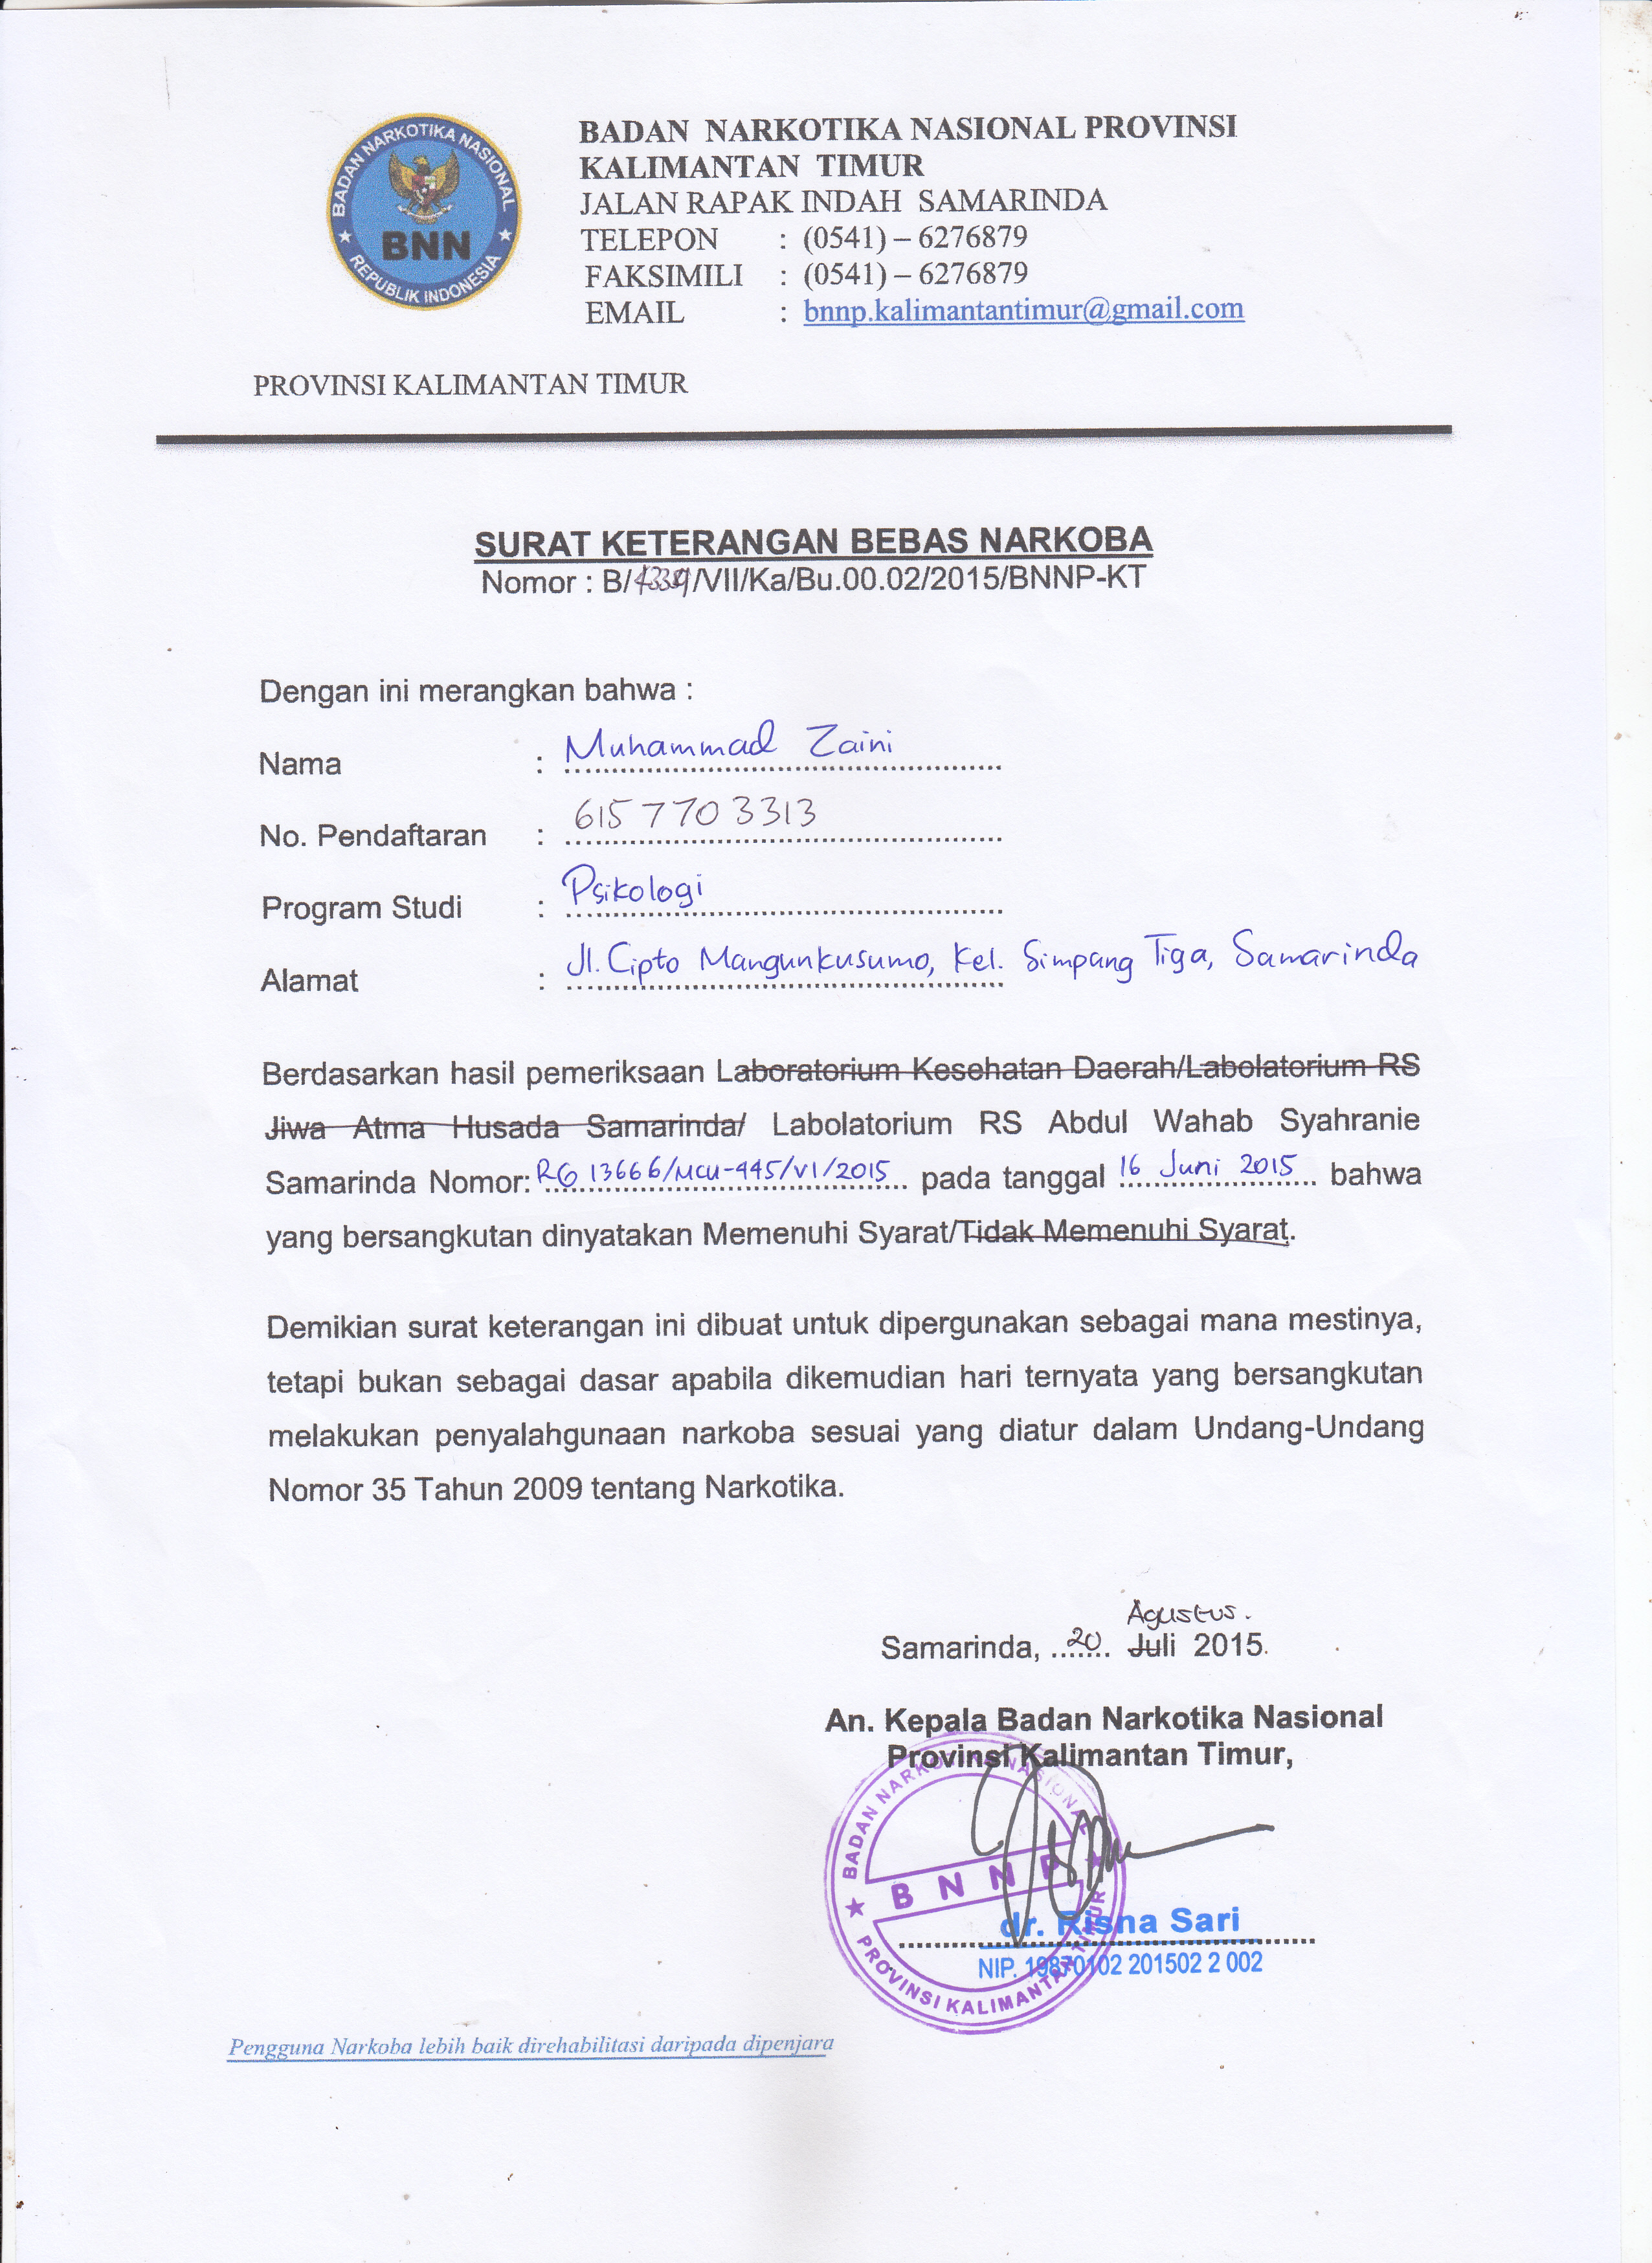 BADAN NARKOTIKA NASIONAL
BNN
REPUBLIK INDONESIA
BADAN NARKOTIKA NASIONAL PROVINSI
KALIMANTAN TIMUR
JALAN RAPAK INDAH SAMARINDA
TELEPON : (0541) – 6276879
FAKSIMILI : (0541) – 6276879
EMAIL : bnnp.kalimantantimur@gmail.com
PROVINSI KALIMANTAN TIMUR
SURAT KETERANGAN BEBAS NARKOBA
Nomor : B/ /VII/Ka/Bu.00.02/2015/BNNP-KT
Dengan ini merangkan bahwa :
Nama : Muhammad Zaini
No. Pendaftaran : 6157703313
Program Studi : Psikologi
Alamat : Jl. Cipto Mangunkusumo, Kel. Simpang Tiga, Samarinda
Berdasarkan hasil pemeriksaan Laboratorium Kesehatan Daerah/Labolatorium RS
Jiwa Atma Husada Samarinda/ Labolatorium RS Abdul Wahab Syahranie
Samarinda Nomor: RG 13666/MCU-445/VI/2015 pada tanggal 16 Juni 2015 bahwa
yang bersangkutan dinyatakan Memenuhi Syarat/Tidak Memenuhi Syarat.
Demikian surat keterangan ini dibuat untuk dipergunakan sebagai mana mestinya,
tetapi bukan sebagai dasar apabila dikemudian hari ternyata yang bersangkutan
melakukan penyalahgunaan narkoba sesuai yang diatur dalam Undang-Undang
Nomor 35 Tahun 2009 tentang Narkotika.
Agustus.
Samarinda, 20 Juli 2015.
An. Kepala Badan Narkotika Nasional
Provinsi Kalimantan Timur,
BADAN NARKOTIKA NASIONAL
BNNP
PROVINSI KALIMANTAN TIMUR
dr. Risna Sari
NIP. 19870102 201502 2 002
Pengguna Narkoba lebih baik direhabilitasi daripada dipenjara